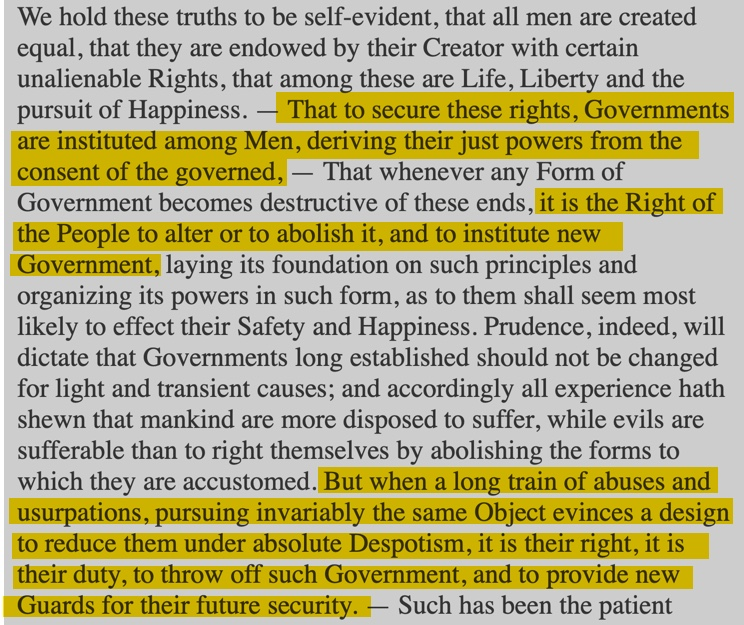 We hold these truths to be self-evident, that all men are created
equal, that they are endowed by their Creator with certain
unalienable Rights, that among these are Life, Liberty and the
pursuit of Happiness. — That to secure these rights, Governments
are instituted among Men, deriving their just powers from the
consent of the governed, — That whenever any Form of
Government becomes destructive of these ends, it is the Right of
the People to alter or to abolish it, and to institute new
Government, laying its foundation on such principles and
organizing its powers in such form, as to them shall seem most
likely to effect their Safety and Happiness. Prudence, indeed, will
dictate that Governments long established should not be changed
for light and transient causes; and accordingly all experience hath
shewn that mankind are more disposed to suffer, while evils are
sufferable than to right themselves by abolishing the forms to
which they are accustomed. But when a long train of abuses and
usurpations, pursuing invariably the same Object evinces a design
to reduce them under absolute Despotism, it is their right, it is
their duty, to throw off such Government, and to provide new
Guards for their future security. — Such has been the patient